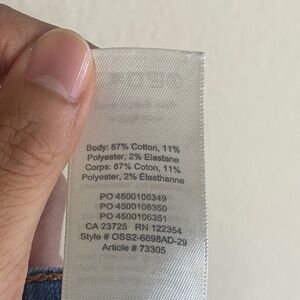 Body: 87% Cotton, 11%
Polyester, 2% Elastane
Corps: 87% Coton, 11%
Polyester, 2% Élasthanne
PO 4500106349
PO 4500106350
PO 4500106351
CA 23725 RN 122354
Style # OSS2-6698AD-29
Article # 73305